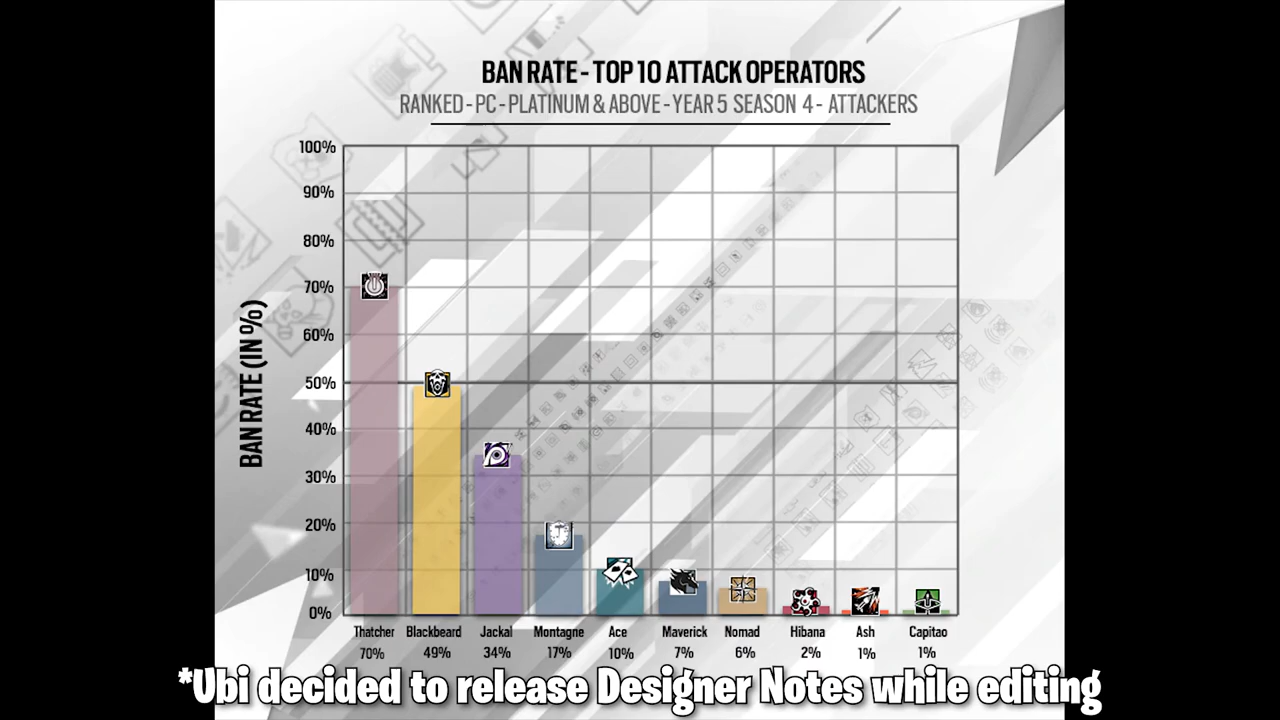 BAN RATE - TOP 10 ATTACK OPERATORS
RANKED - PC - PLATINUM & ABOVE - YEAR 5 SEASON 4 - ATTACKERS
BAN RATE (IN %)
100%
90%
80%
70%
60%
50%
40%
30%
20%
10%
0%
Thatcher Blackbeard Jackal Montagne Ace Maverick Nomad Hibana Ash Capitao
70% 49% 34% 17% 10% 7% 6% 2% 1% 1%
*Ubi decided to release Designer Notes while editing